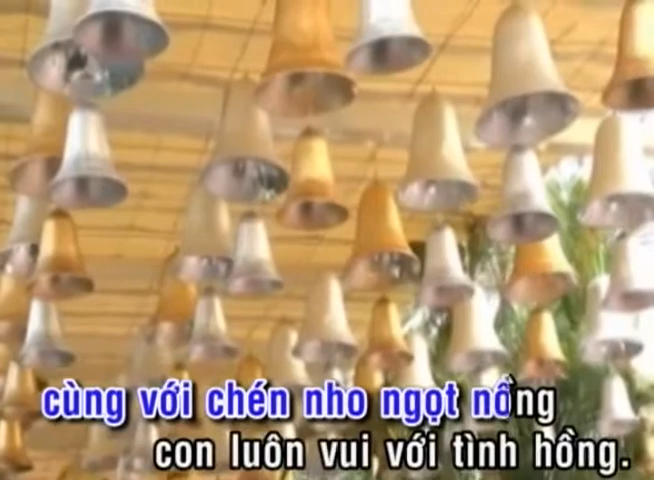 cùng với chén nho ngọt nồng
con luôn vui với tình hồng.